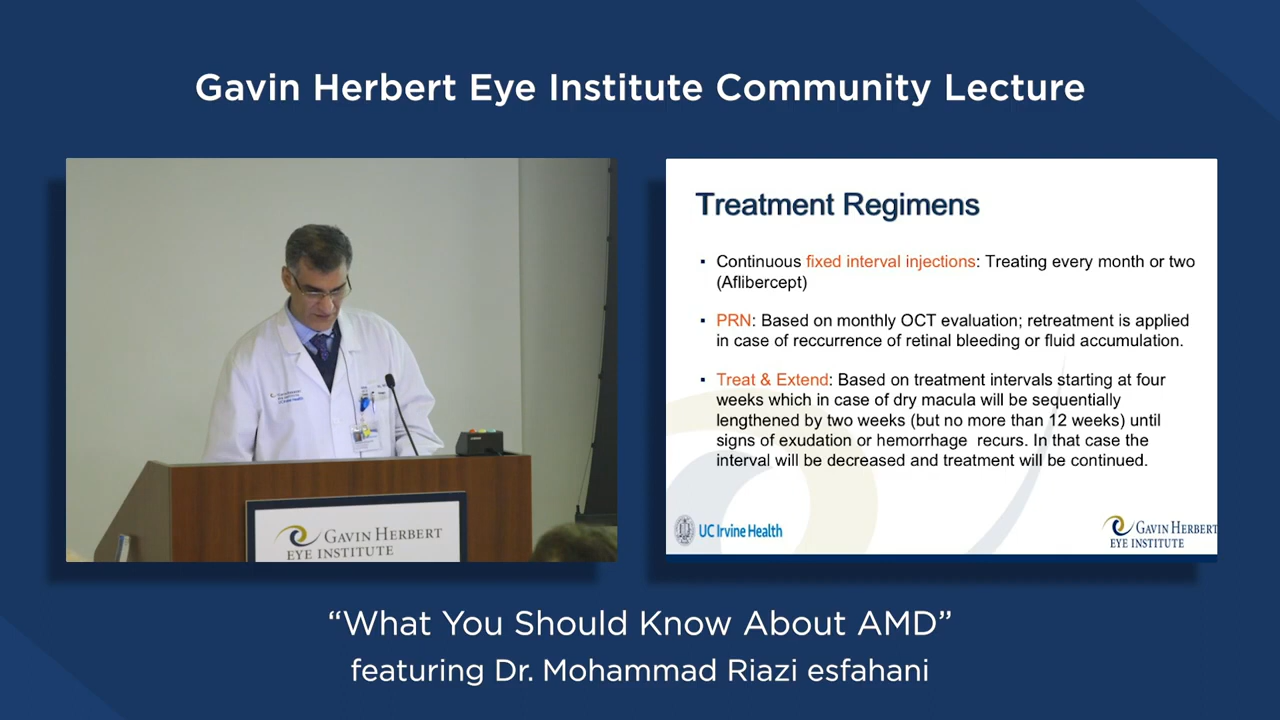 Gavin Herbert Eye Institute Community Lecture
GAVIN HERBERT
EYE INSTITUTE
Treatment Regimens
▪ Continuous fixed interval injections: Treating every month or two
(Aflibercept)
▪ PRN: Based on monthly OCT evaluation; retreatment is applied
in case of reccurrence of retinal bleeding or fluid accumulation.
▪ Treat & Extend: Based on treatment intervals starting at four
weeks which in case of dry macula will be sequentially
lengthened by two weeks (but no more than 12 weeks) until
signs of exudation or hemorrhage recurs. In that case the
interval will be decreased and treatment will be continued.
UC Irvine Health
GAVIN HERBERT
EYE INSTITUTE
“What You Should Know About AMD”
featuring Dr. Mohammad Riazi esfahani